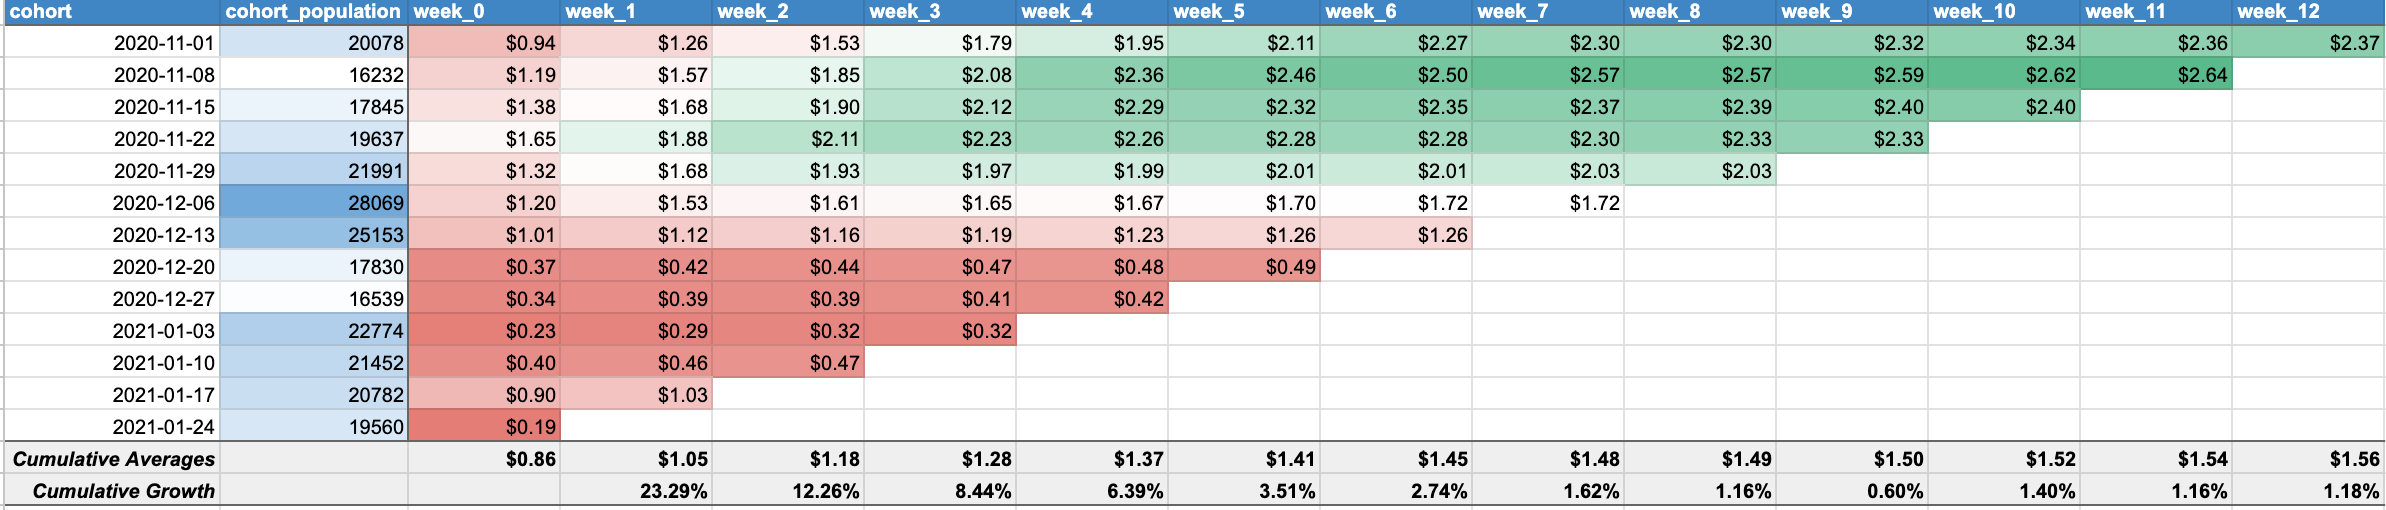 cohort cohort_population week_0 week_1 week_2 week_3 week_4 week_5 week_6 week_7 week_8 week_9 week_10 week_11 week_12
2020-11-01 20078 $0.94 $1.26 $1.53 $1.79 $1.95 $2.11 $2.27 $2.30 $2.30 $2.32 $2.34 $2.36 $2.37
2020-11-08 16232 $1.19 $1.57 $1.85 $2.08 $2.36 $2.46 $2.50 $2.57 $2.57 $2.59 $2.62 $2.64
2020-11-15 17845 $1.38 $1.68 $1.90 $2.12 $2.29 $2.32 $2.35 $2.37 $2.39 $2.40 $2.40
2020-11-22 19637 $1.65 $1.88 $2.11 $2.23 $2.26 $2.28 $2.28 $2.30 $2.33 $2.33
2020-11-29 21991 $1.32 $1.68 $1.93 $1.97 $1.99 $2.01 $2.01 $2.03 $2.03
2020-12-06 28069 $1.20 $1.53 $1.61 $1.65 $1.67 $1.70 $1.72 $1.72
2020-12-13 25153 $1.01 $1.12 $1.16 $1.19 $1.23 $1.26 $1.26
2020-12-20 17830 $0.37 $0.42 $0.44 $0.47 $0.48 $0.49
2020-12-27 16539 $0.34 $0.39 $0.39 $0.41 $0.42
2021-01-03 22774 $0.23 $0.29 $0.32 $0.32
2021-01-10 21452 $0.40 $0.46 $0.47
2021-01-17 20782 $0.90 $1.03
2021-01-24 19560 $0.19
Cumulative Averages $0.86 $1.05 $1.18 $1.28 $1.37 $1.41 $1.45 $1.48 $1.49 $1.50 $1.52 $1.54 $1.56
Cumulative Growth 23.29% 12.26% 8.44% 6.39% 3.51% 2.74% 1.62% 1.16% 0.60% 1.40% 1.16% 1.18%